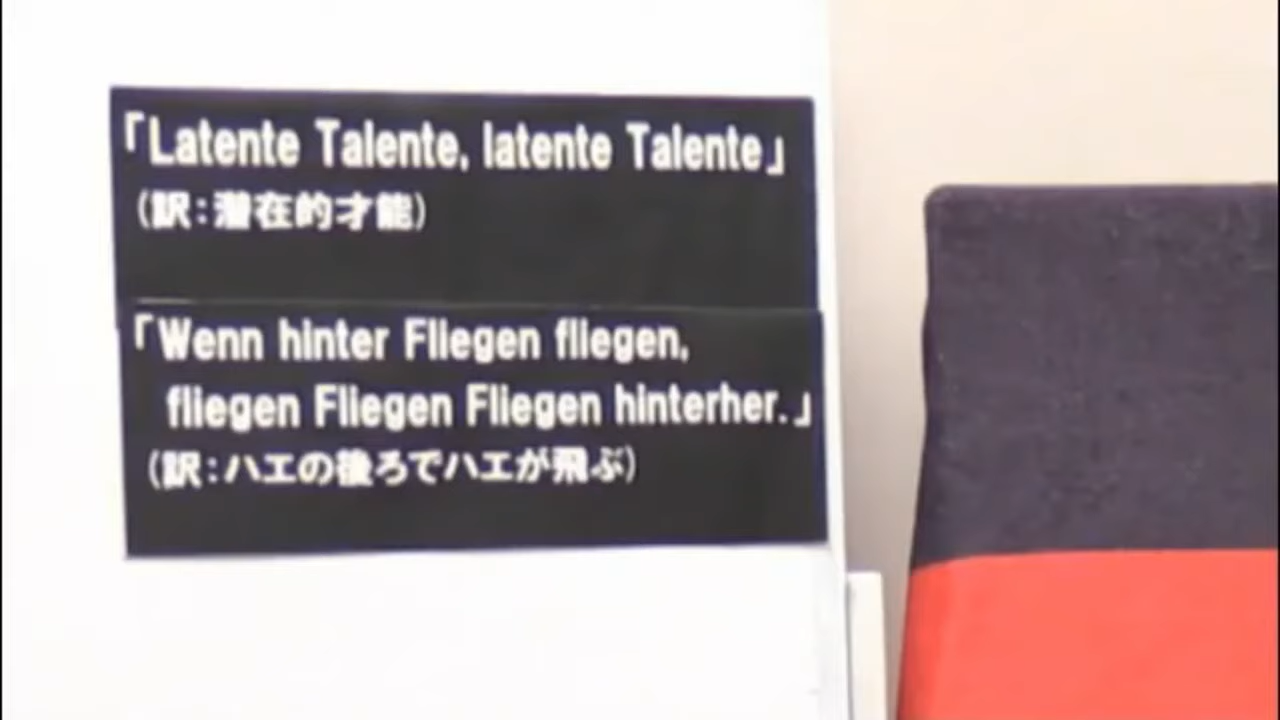 「Latente Talente, latente Talente」
(訳:潜在的才能)
「Wenn hinter Fliegen fliegen,
fliegen Fliegen Fliegen hinterher.」
(訳:ハエの後ろでハエが飛ぶ)